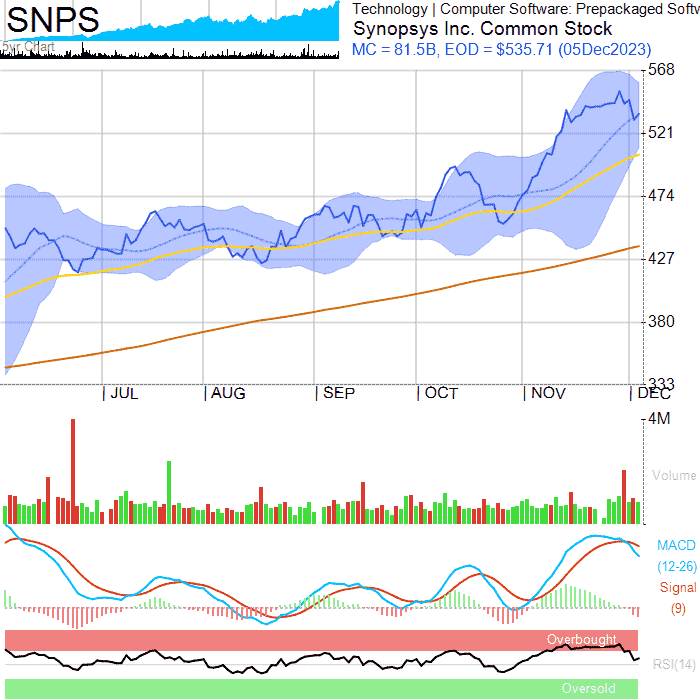 SNPS
5yr Chart
Technology | Computer Software: Prepackaged Softw
Synopsys Inc. Common Stock
MC = 81.5B, EOD = $535.71 (05Dec2023)
568
521
474
427
380
333
| JUL | AUG | SEP | OCT | NOV | DEC
4M
Volume
MACD
(12-26)
Signal
(9)
Overbought
RSI(14)
Oversold